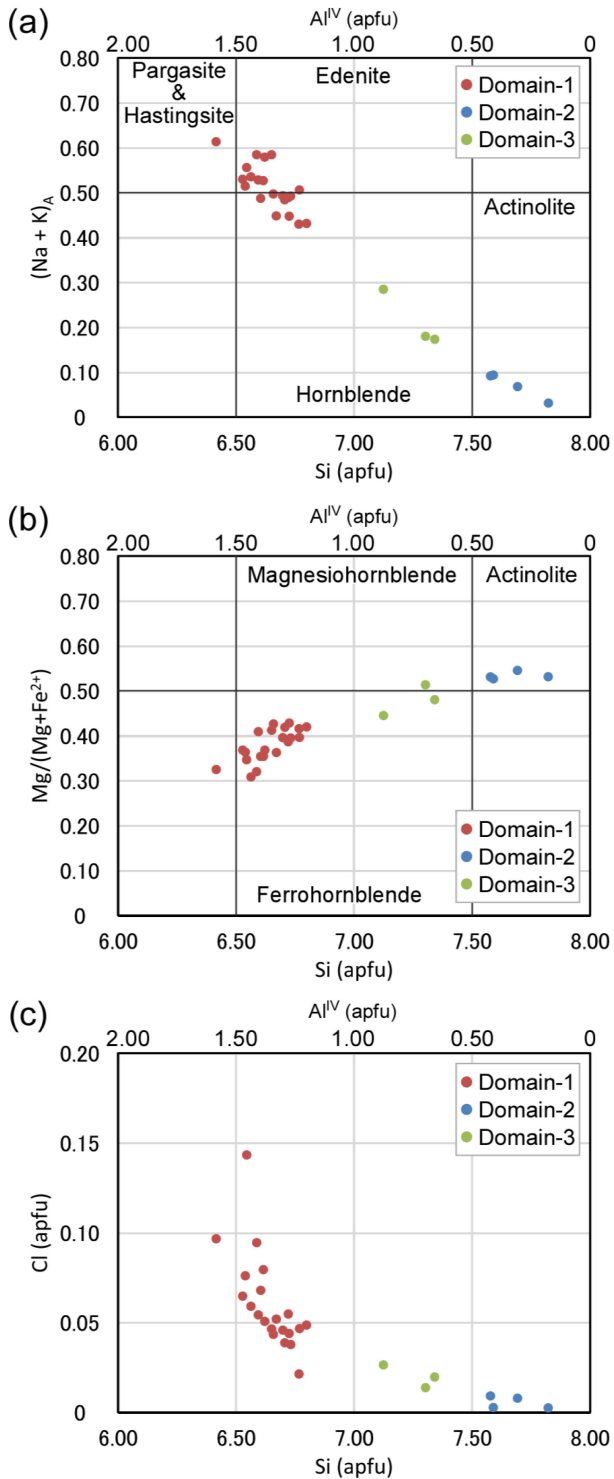 (a)
Al^IV (apfu)
2.00 1.50 1.00 0.50 0
0.80
Pargasite
&
Hastingsite
Edenite
Domain-1
Domain-2
Domain-3
0.70
0.60
0.50
Actinolite
0.40
(Na + K)_A
0.30
0.20
0.10
Hornblende
0
6.00 6.50 7.00 7.50 8.00
Si (apfu)
(b)
Al^IV (apfu)
2.00 1.50 1.00 0.50 0
0.80
Magnesiohornblende
Actinolite
0.70
0.60
0.50
0.40
Mg/(Mg+Fe²⁺)
0.30
0.20
0.10
Domain-1
Domain-2
Domain-3
Ferrohornblende
0
6.00 6.50 7.00 7.50 8.00
Si (apfu)
(c)
Al^IV (apfu)
2.00 1.50 1.00 0.50 0
0.20
Domain-1
Domain-2
Domain-3
0.15
0.10
Cl (apfu)
0.05
0
6.00 6.50 7.00 7.50 8.00
Si (apfu)